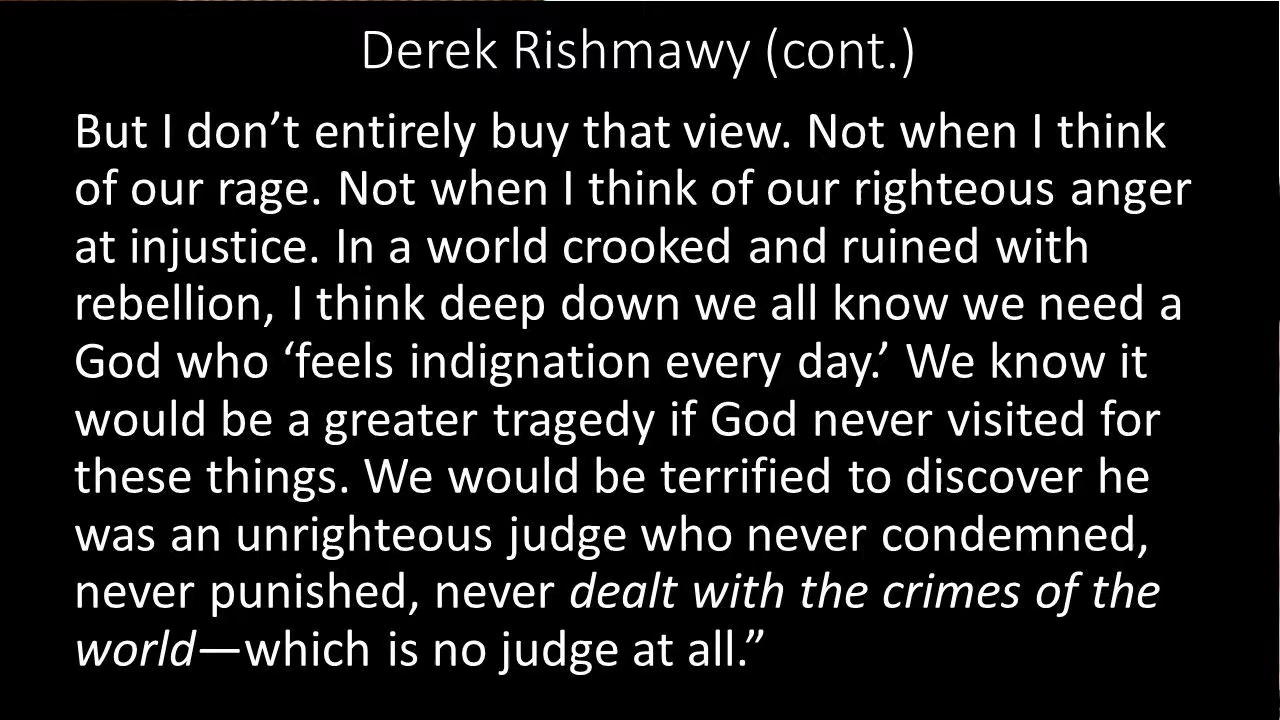 Derek Rishmawy (cont.)
But I don’t entirely buy that view. Not when I think
of our rage. Not when I think of our righteous anger
at injustice. In a world crooked and ruined with
rebellion, I think deep down we all know we need a
God who ‘feels indignation every day.’ We know it
would be a greater tragedy if God never visited for
these things. We would be terrified to discover he
was an unrighteous judge who never condemned,
never punished, never dealt with the crimes of the
world—which is no judge at all.”